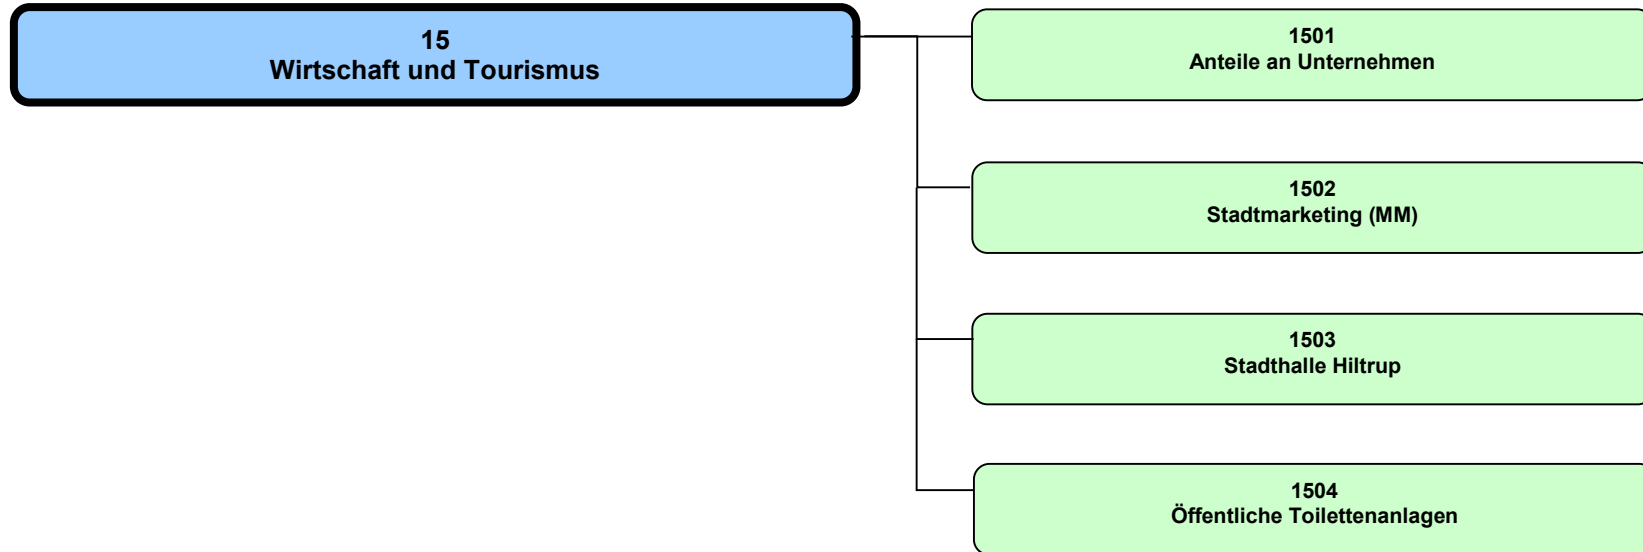 15
Wirtschaft und Tourismus
1501
Anteile an Unternehmen
1502
Stadtmarketing (MM)
1503
Stadthalle Hiltrup
1504
Öffentliche Toilettenanlagen